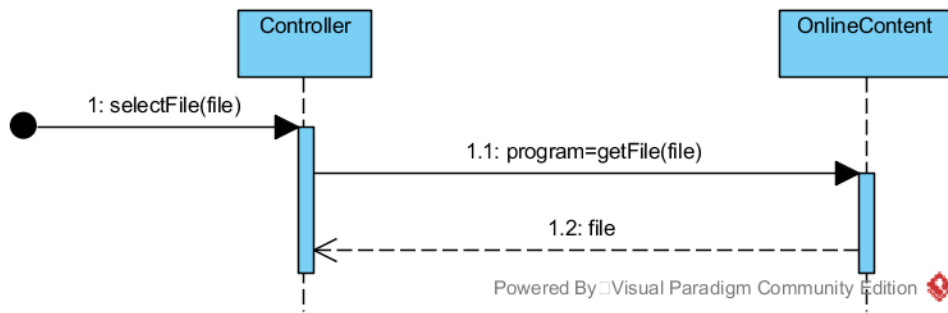 Controller
OnlineContent
1: selectFile(file)
1.1: program=getFile(file)
1.2: file
Powered By Visual Paradigm Community Edition